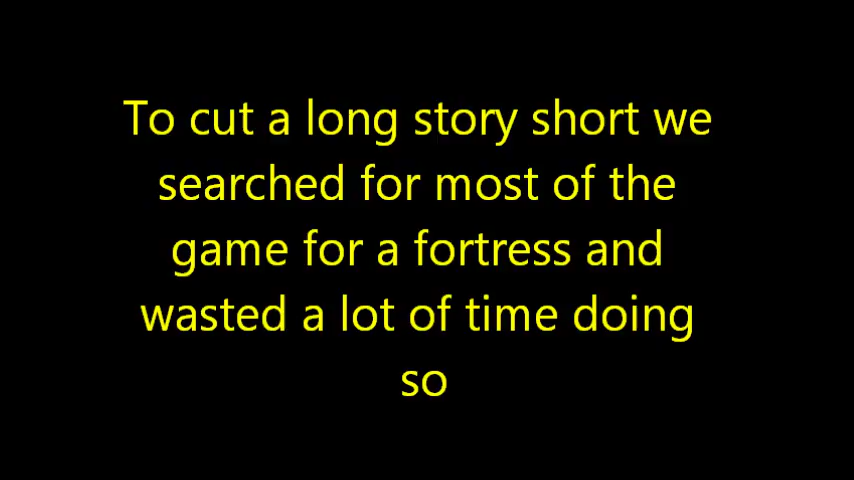 To cut a long story short we
searched for most of the
game for a fortress and
wasted a lot of time doing
so